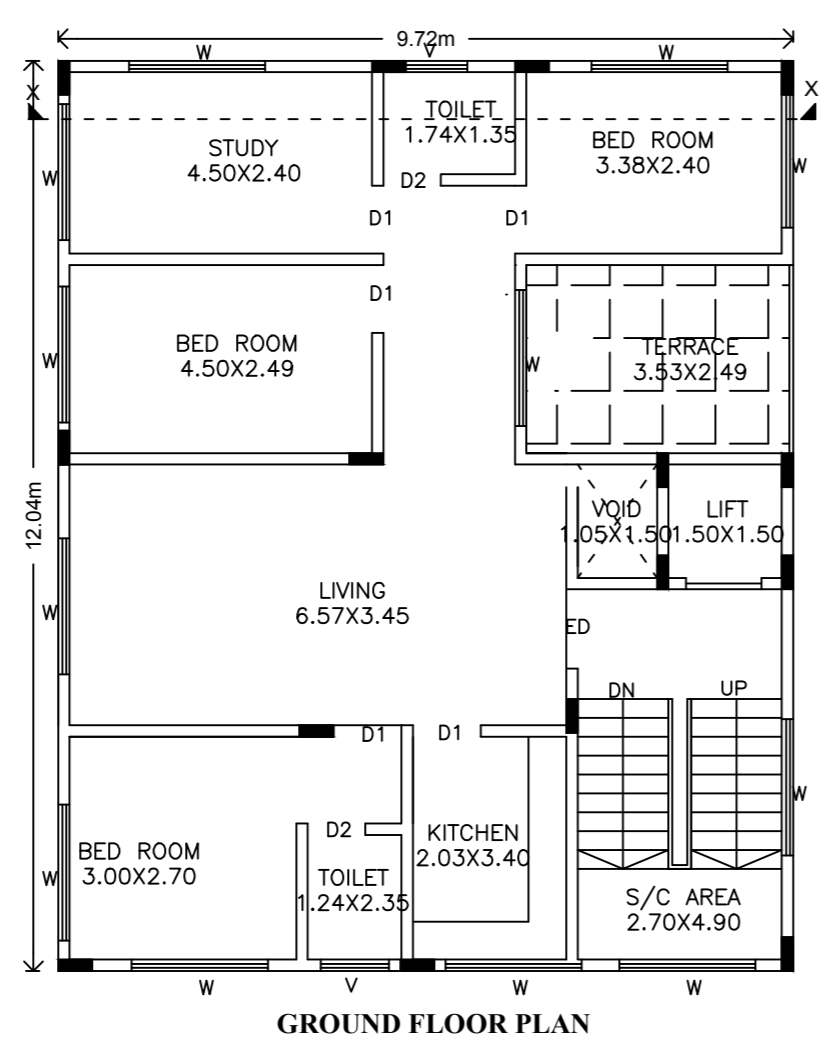 9.72m
W
V
W
X
X
TOILET
1.74X1.35
STUDY
4.50X2.40
BED ROOM
3.38X2.40
W
W
D2
D1
D1
D1
BED ROOM
4.50X2.49
W
W
TERRACE
3.53X2.49
12.04m
VOID
1.05X1.50
LIFT
1.50X1.50
LIVING
6.57X3.45
W
ED
DN
UP
D1
D1
W
D2
BED ROOM
3.00X2.70
W
KITCHEN
2.03X3.40
TOILET
1.24X2.35
S/C AREA
2.70X4.90
W
V
W
W
GROUND FLOOR PLAN